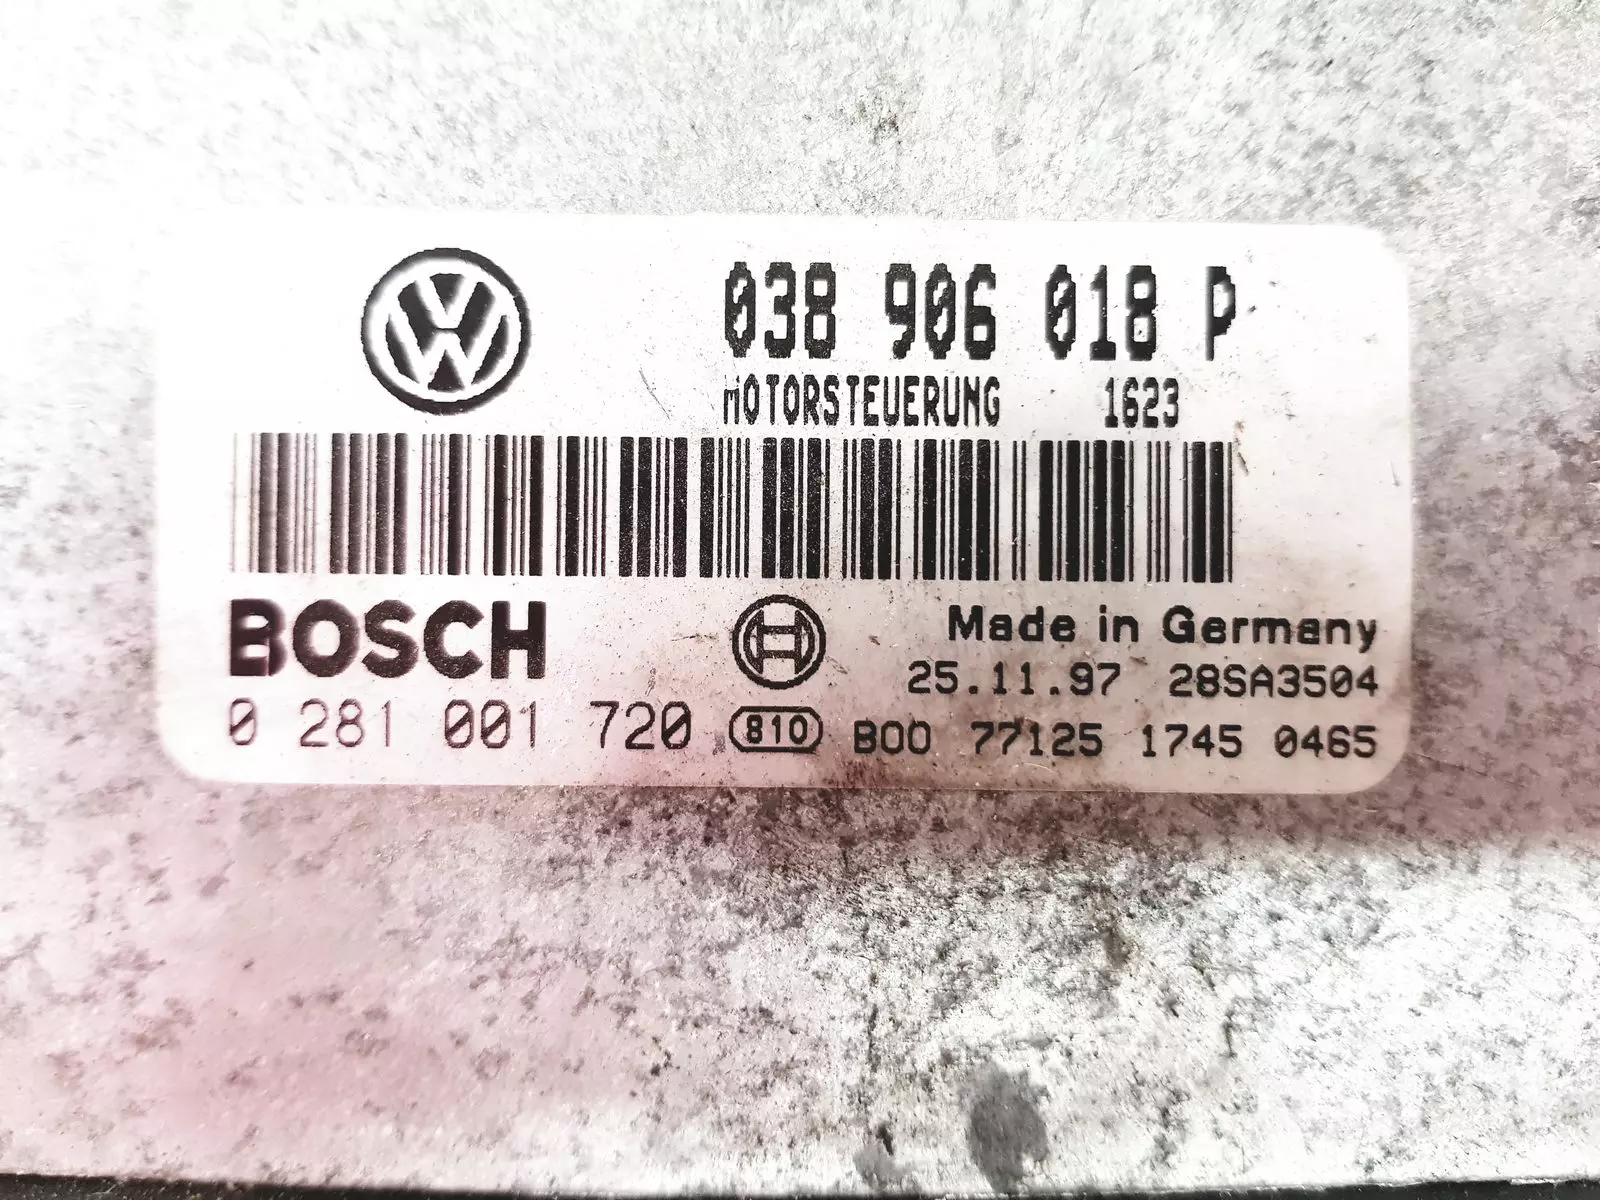 038 906 018 P
MOTORSTEUERUNG 1623
BOSCH
Made in Germany
25.11.97 28SA3504
0 281 001 720 810 B00 77125 1745 0465